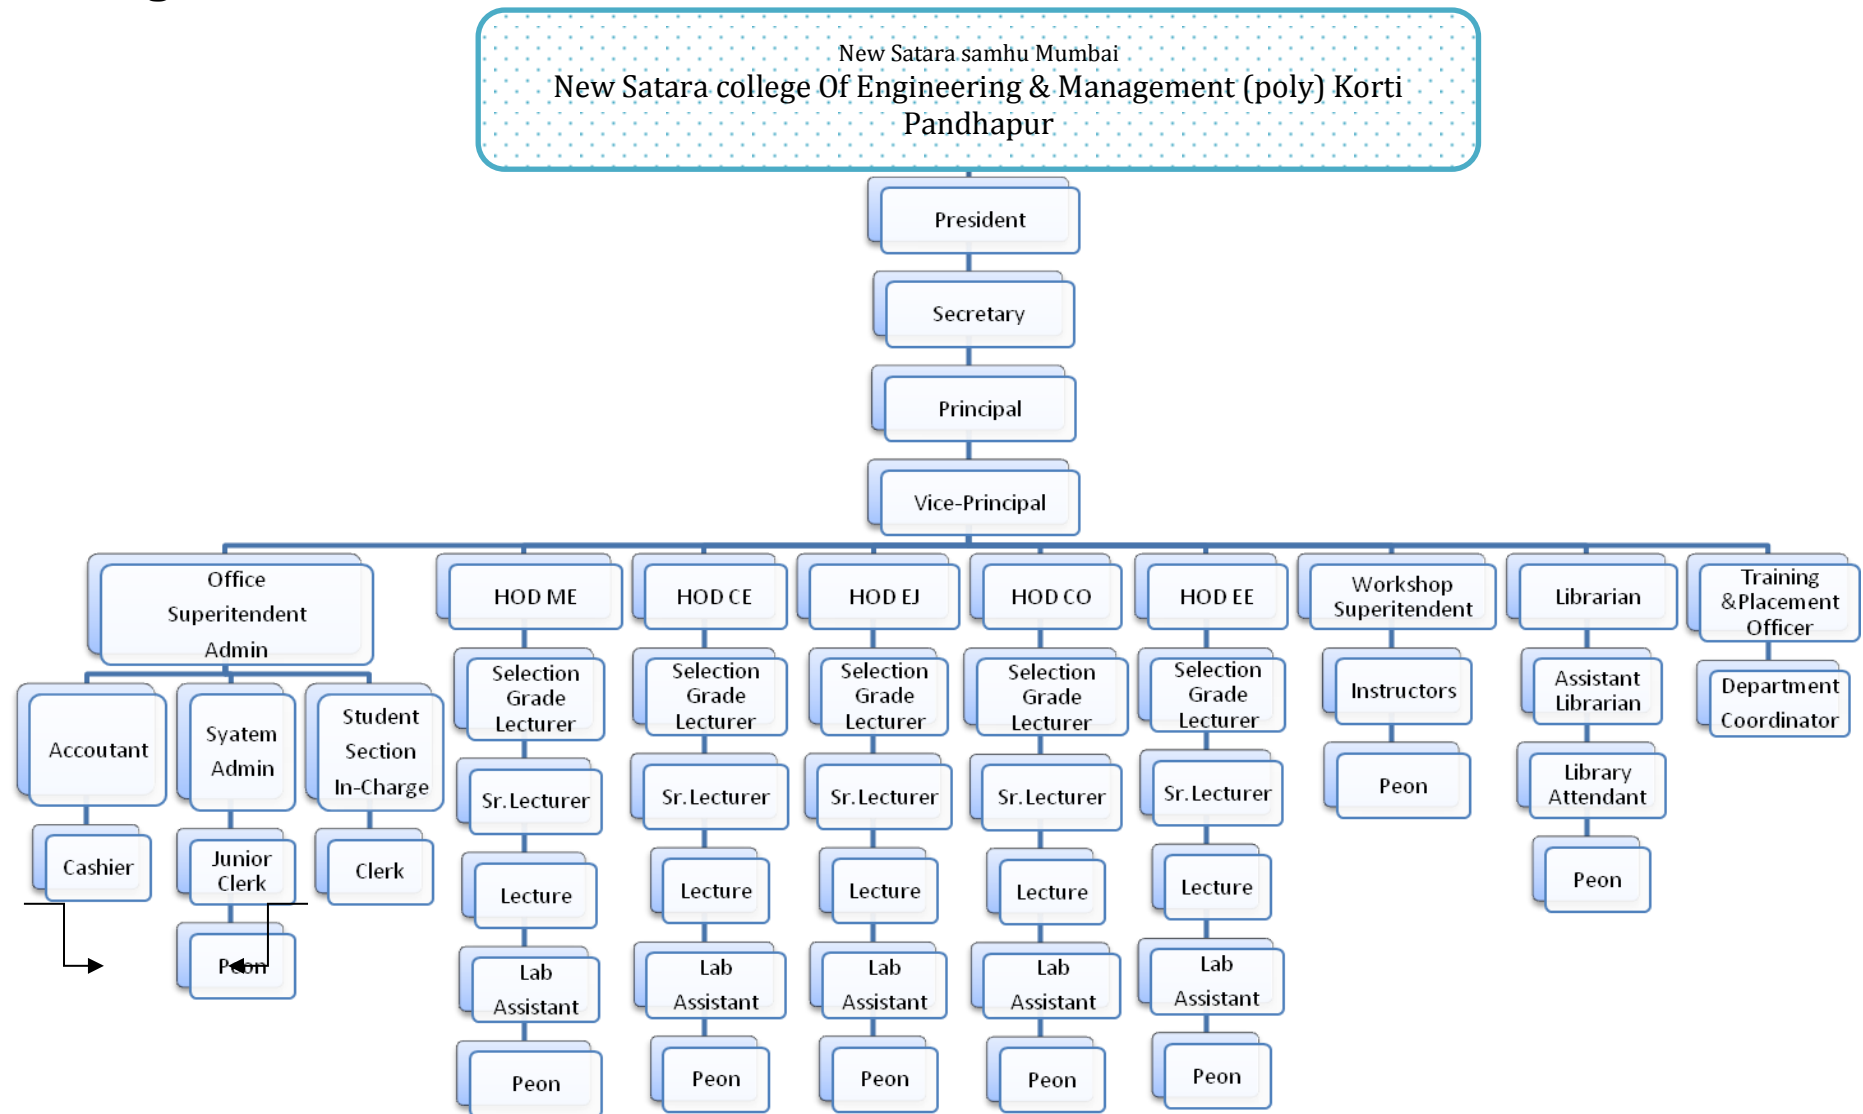 New Satara samhu Mumbai
New Satara college Of Engineering & Management (poly) Korti
Pandhapur
President
Secretary
Principal
Vice-Principal
Office
Superitendent
Admin
HOD ME
HOD CE
HOD EJ
HOD CO
HOD EE
Workshop
Superitendent
Librarian
Training
&Placement
Officer
Accoutant
Syatem
Admin
Student
Section
In-Charge
Selection
Grade
Lecturer
Selection
Grade
Lecturer
Selection
Grade
Lecturer
Selection
Grade
Lecturer
Selection
Grade
Lecturer
Instructors
Assistant
Librarian
Department
Coordinator
Cashier
Junior
Clerk
Clerk
Sr.Lecturer
Sr.Lecturer
Sr.Lecturer
Sr.Lecturer
Sr.Lecturer
Peon
Library
Attendant
Peon
Lecture
Lecture
Lecture
Lecture
Lecture
Peon
Lab
Assistant
Lab
Assistant
Lab
Assistant
Lab
Assistant
Lab
Assistant
Peon
Peon
Peon
Peon
Peon